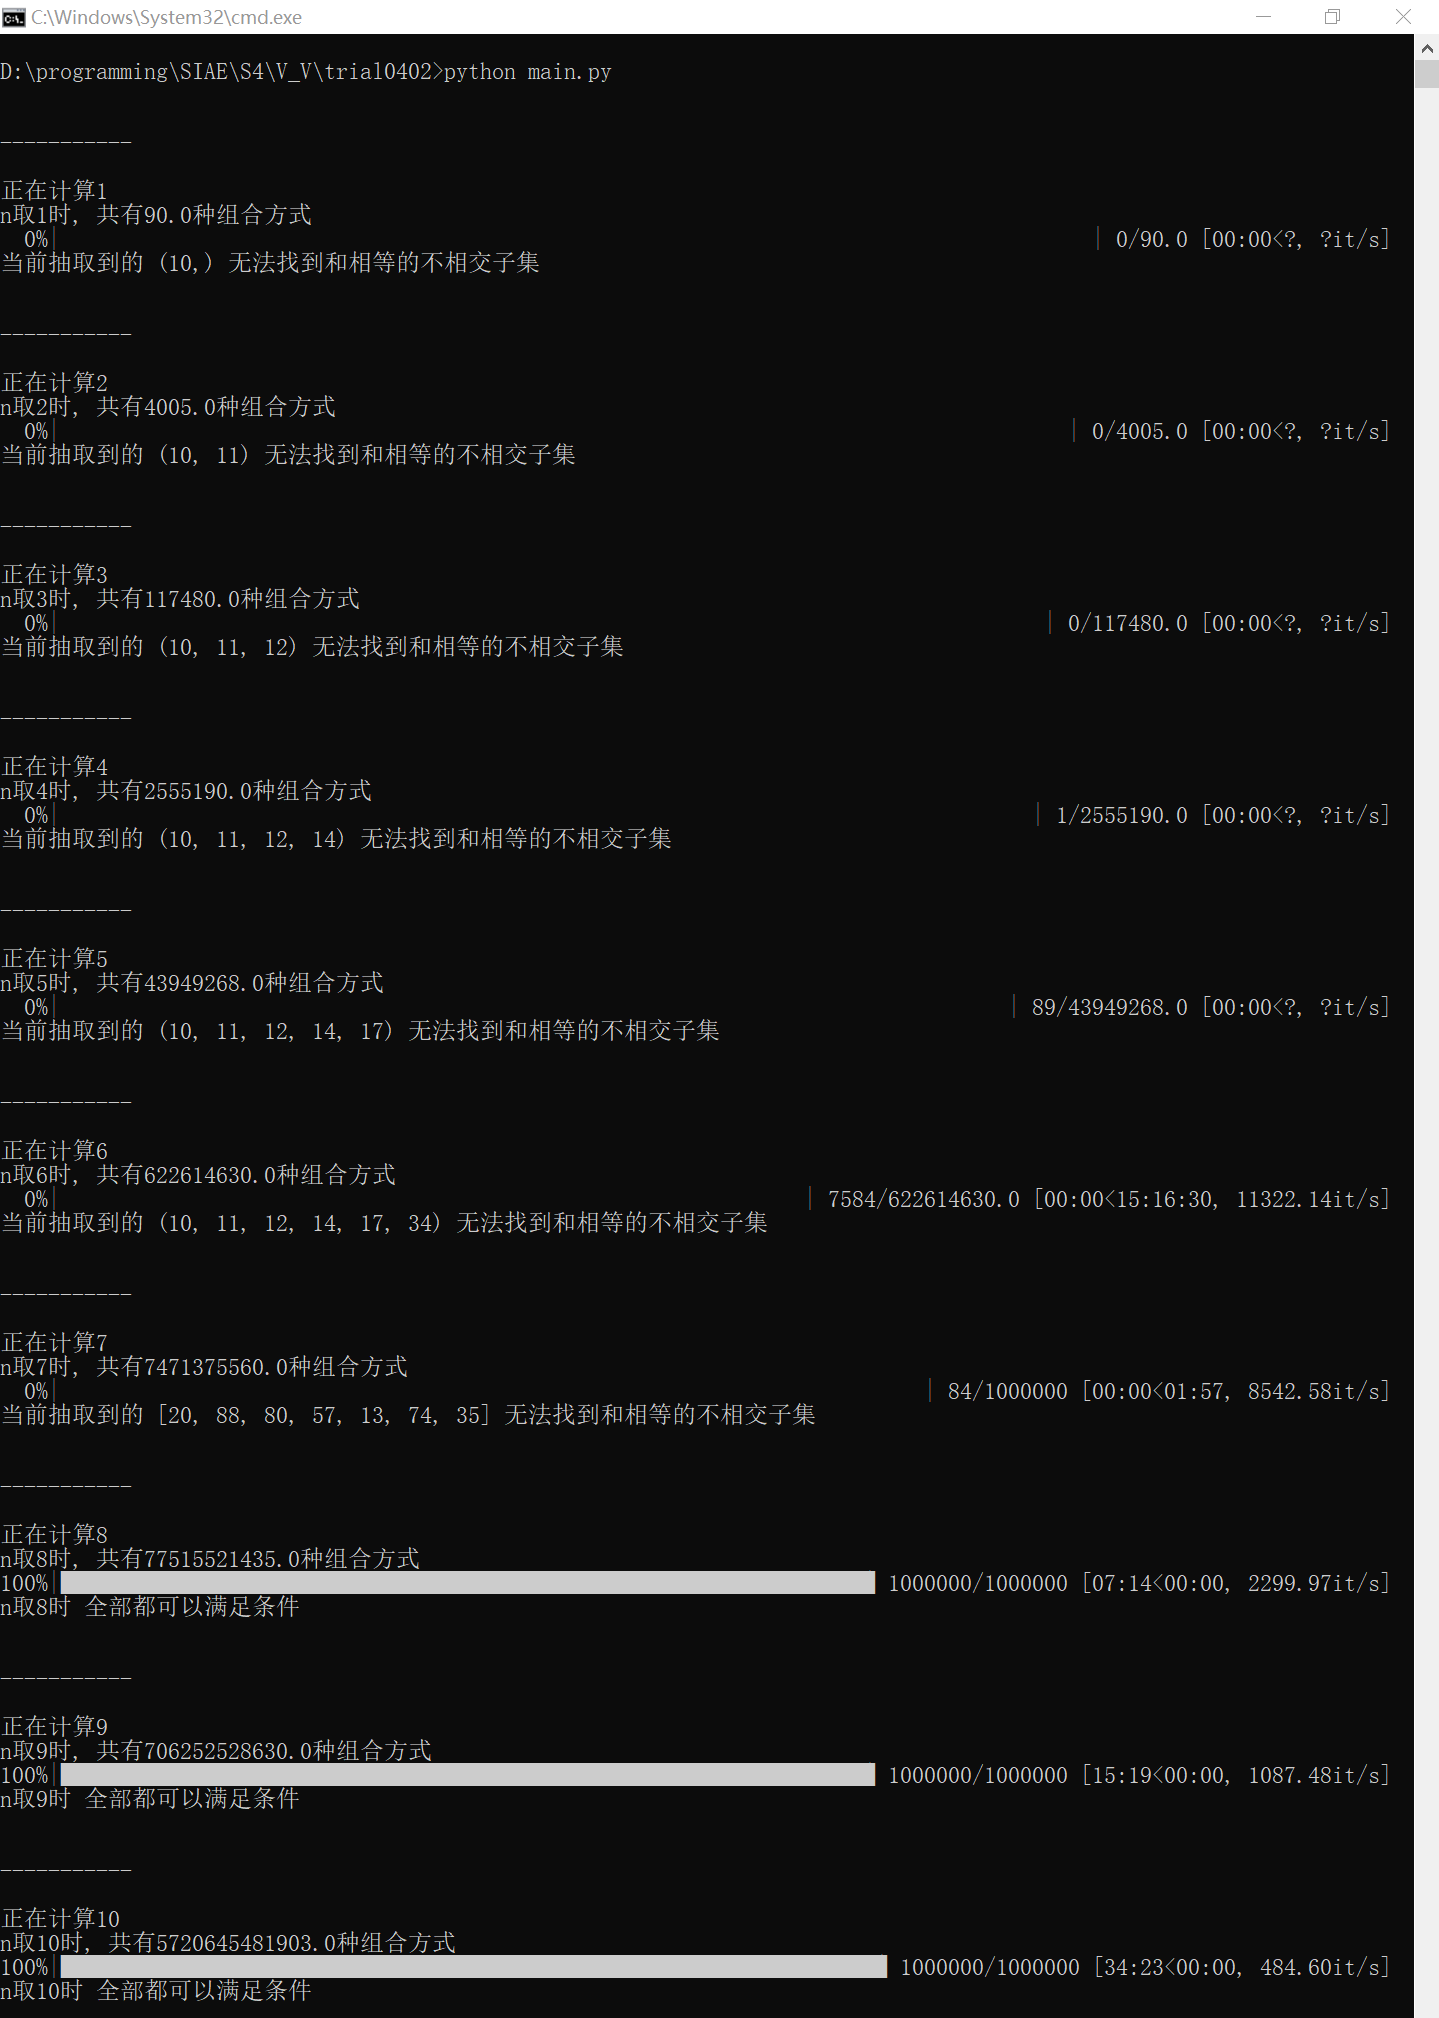 C:\Windows\System32\cmd.exe
D:\programming\SIAE\S4\V_V\trial0402>python main.py
-----------
正在计算1
n取1时, 共有90.0种组合方式
0%| | 0/90.0 [00:00<?, ?it/s]
当前抽取到的 (10,) 无法找到和相等的不相交子集
-----------
正在计算2
n取2时, 共有4005.0种组合方式
0%| | 0/4005.0 [00:00<?, ?it/s]
当前抽取到的 (10, 11) 无法找到和相等的不相交子集
-----------
正在计算3
n取3时, 共有117480.0种组合方式
0%| | 0/117480.0 [00:00<?, ?it/s]
当前抽取到的 (10, 11, 12) 无法找到和相等的不相交子集
-----------
正在计算4
n取4时, 共有2555190.0种组合方式
0%| | 1/2555190.0 [00:00<?, ?it/s]
当前抽取到的 (10, 11, 12, 14) 无法找到和相等的不相交子集
-----------
正在计算5
n取5时, 共有43949268.0种组合方式
0%| | 89/43949268.0 [00:00<?, ?it/s]
当前抽取到的 (10, 11, 12, 14, 17) 无法找到和相等的不相交子集
-----------
正在计算6
n取6时, 共有622614630.0种组合方式
0%| | 7584/622614630.0 [00:00<15:16:30, 11322.14it/s]
当前抽取到的 (10, 11, 12, 14, 17, 34) 无法找到和相等的不相交子集
-----------
正在计算7
n取7时, 共有7471375560.0种组合方式
0%| | 84/1000000 [00:00<01:57, 8542.58it/s]
当前抽取到的 [20, 88, 80, 57, 13, 74, 35] 无法找到和相等的不相交子集
-----------
正在计算8
n取8时, 共有77515521435.0种组合方式
100%| | 1000000/1000000 [07:14<00:00, 2299.97it/s]
n取8时 全部都可以满足条件
-----------
正在计算9
n取9时, 共有706252528630.0种组合方式
100%| | 1000000/1000000 [15:19<00:00, 1087.48it/s]
n取9时 全部都可以满足条件
-----------
正在计算10
n取10时, 共有5720645481903.0种组合方式
100%| | 1000000/1000000 [34:23<00:00, 484.60it/s]
n取10时 全部都可以满足条件